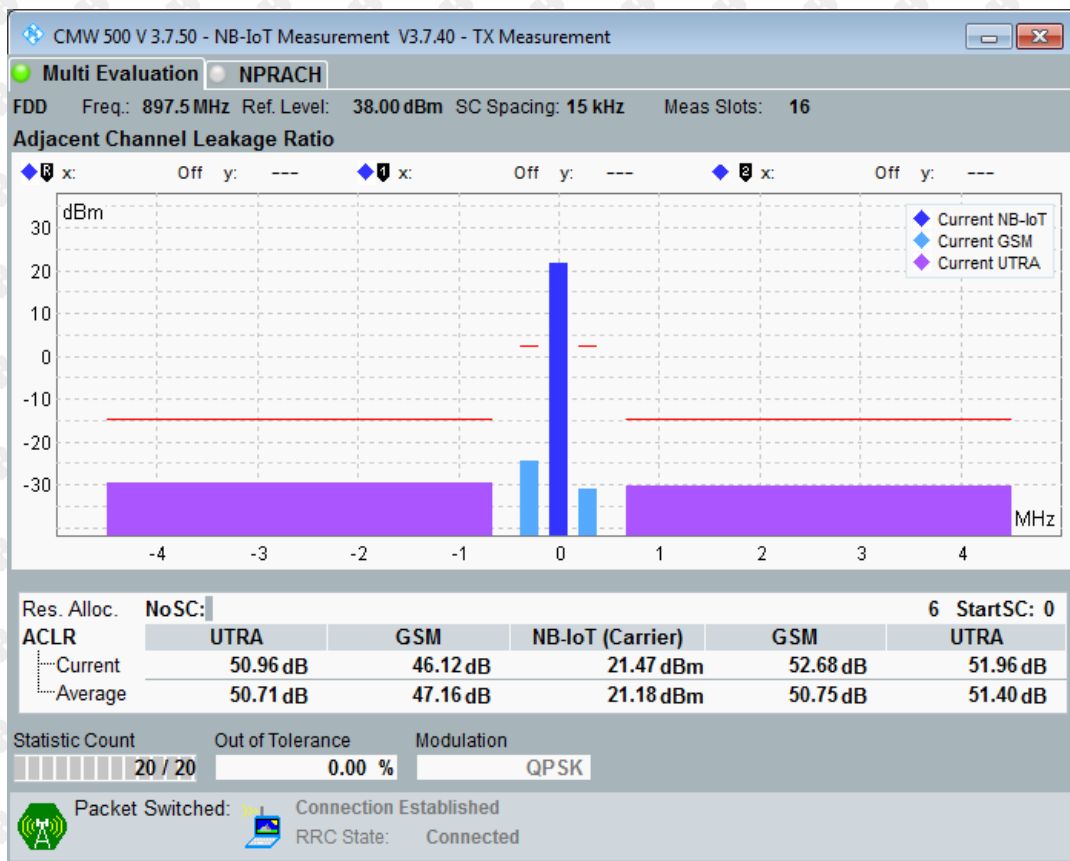 CMW 500 V 3.7.50 - NB-IoT Measurement V3.7.40 - TX Measurement
Multi Evaluation NPRACH
FDD Freq.: 897.5 MHz Ref. Level: 38.00 dBm SC Spacing: 15 kHz Meas Slots: 16
Adjacent Channel Leakage Ratio
R x: Off y: --- 1 x: Off y: --- 2 x: Off y: ---
dBm
Current NB-IoT
Current GSM
Current UTRA
30
20
10
0
-10
-20
-30
MHz
-4 -3 -2 -1 0 1 2 3 4
Res. Alloc. NoSC: 6 StartSC: 0
ACLR UTRA GSM NB-IoT (Carrier) GSM UTRA
Current 50.96 dB 46.12 dB 21.47 dBm 52.68 dB 51.96 dB
Average 50.71 dB 47.16 dB 21.18 dBm 50.75 dB 51.40 dB
Statistic Count Out of Tolerance Modulation
20 / 20 0.00 % QPSK
Packet Switched: Connection Established
RRC State: Connected